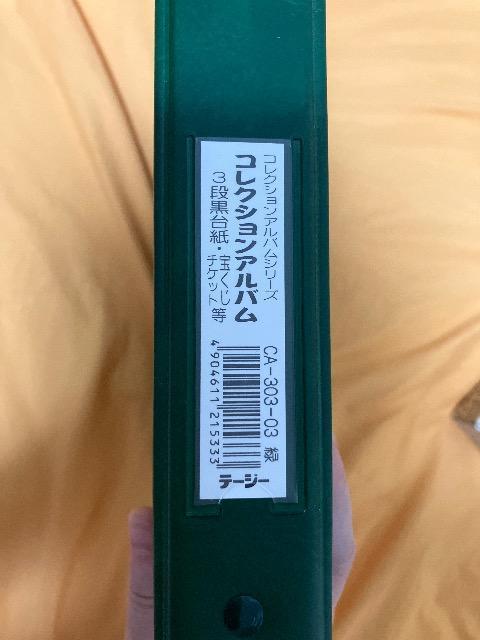 コレクションアルバムシリーズ
コレクションアルバム
3段黒台紙・宝くじチケット等
CA-303-03 緑
4904611215333
テージー